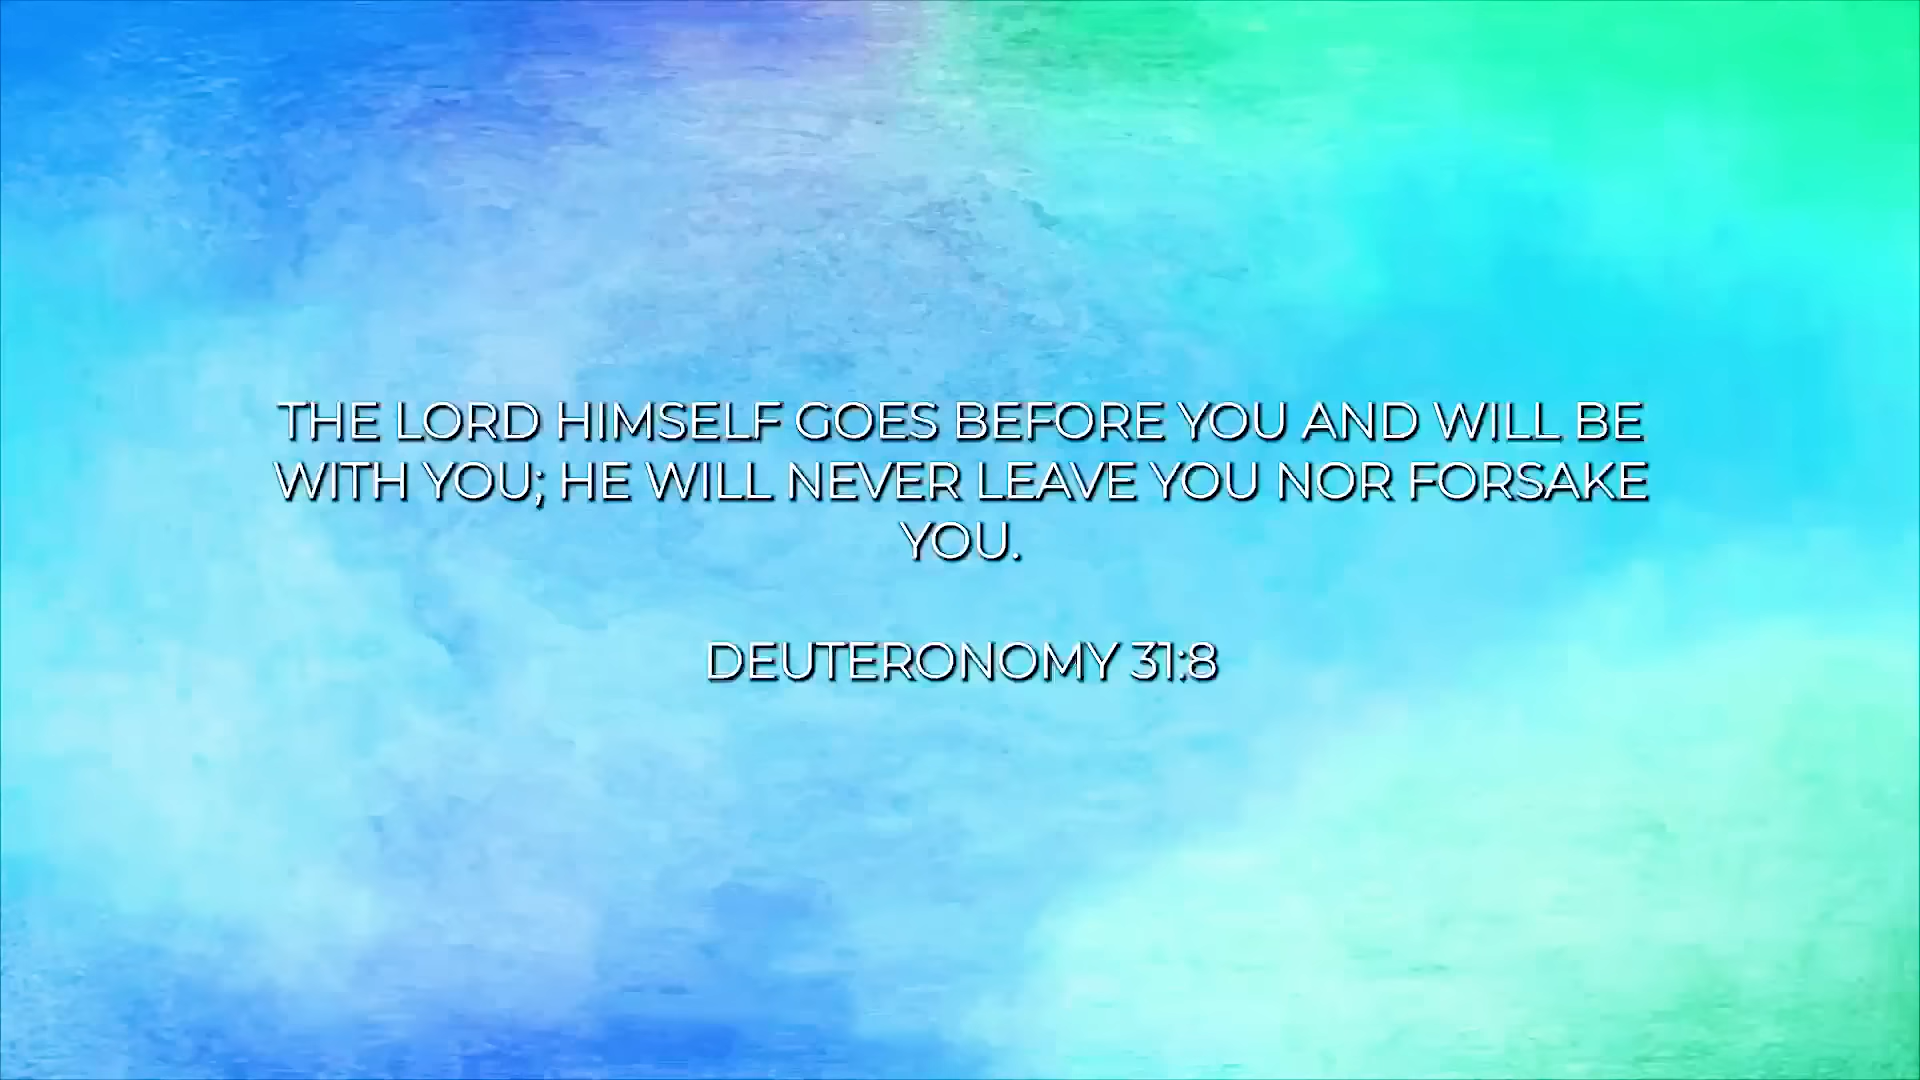 THE LORD HIMSELF GOES BEFORE YOU AND WILL BE
WITH YOU; HE WILL NEVER LEAVE YOU NOR FORSAKE
YOU.
DEUTERONOMY 31:8